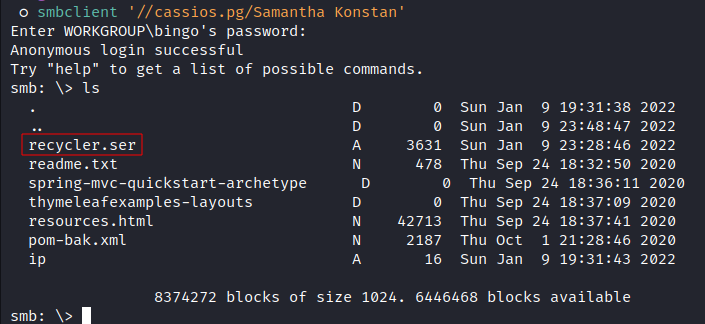 o smbclient '//cassios.pg/Samantha Konstan'
Enter WORKGROUP\bingo's password:
Anonymous login successful
Try "help" to get a list of possible commands.
smb: \> ls
. D 0 Sun Jan 9 19:31:38 2022
.. D 0 Sun Jan 9 23:48:47 2022
recycler.ser A 3631 Sun Jan 9 23:28:46 2022
readme.txt N 478 Thu Sep 24 18:32:50 2020
spring-mvc-quickstart-archetype D 0 Thu Sep 24 18:36:11 2020
thymeleafexamples-layouts D 0 Thu Sep 24 18:37:09 2020
resources.html N 42713 Thu Sep 24 18:37:41 2020
pom-bak.xml N 2187 Thu Oct 1 21:28:46 2020
ip A 16 Sun Jan 9 19:31:43 2022
8374272 blocks of size 1024. 6446468 blocks available
smb: \>